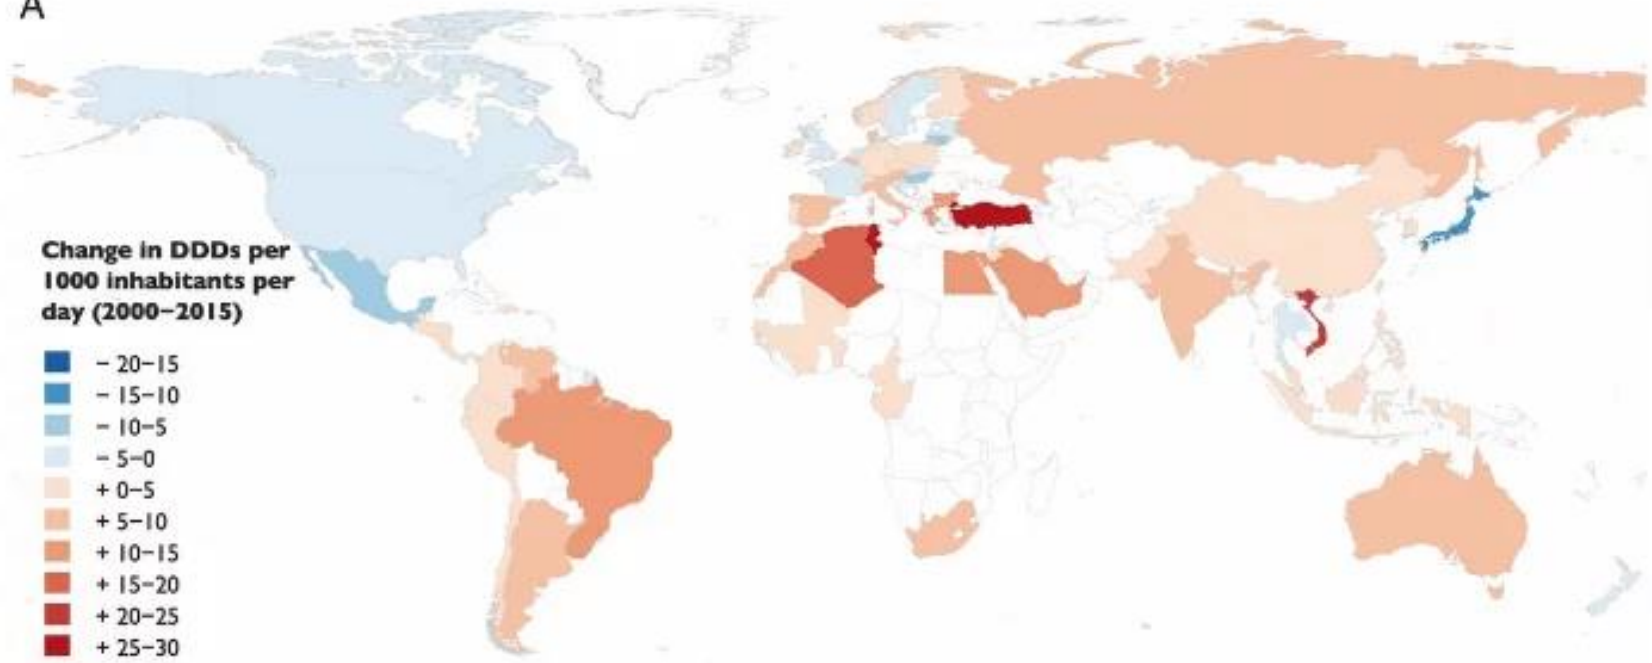 A
Change in DDDs per
1000 inhabitants per
day (2000–2015)
- 20–15
- 15–10
- 10–5
- 5–0
+ 0–5
+ 5–10
+ 10–15
+ 15–20
+ 20–25
+ 25–30